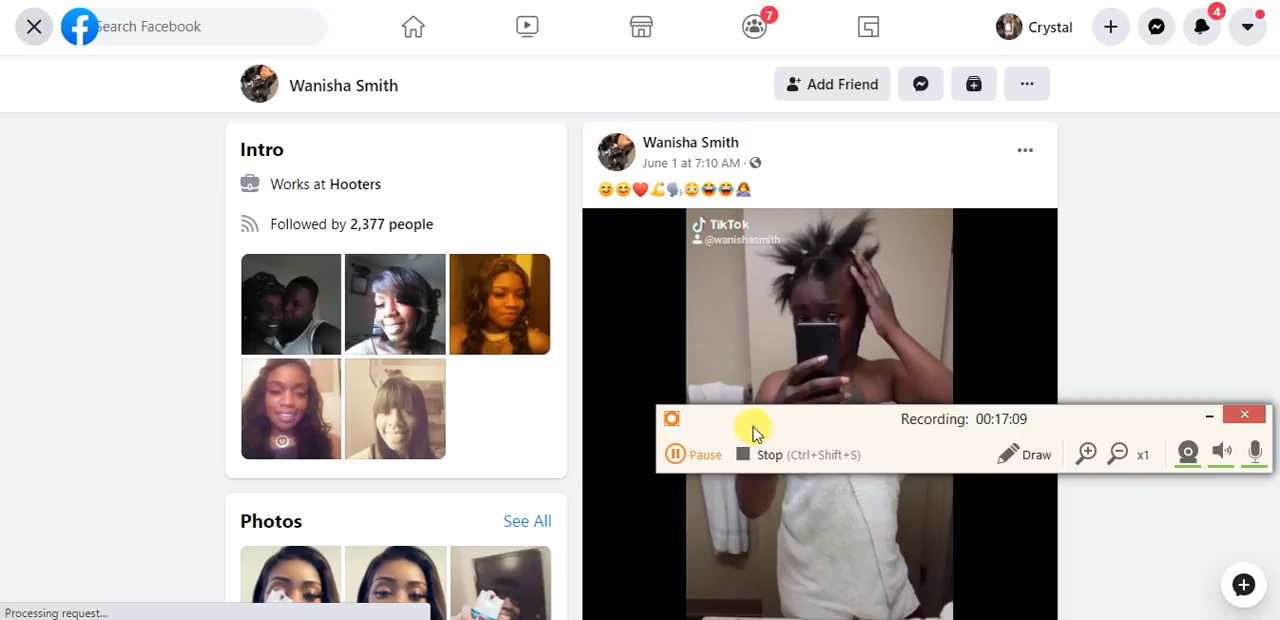 Search Facebook
7
Crystal
4
Wanisha Smith
Add Friend
Intro
Works at Hooters
Followed by 2,377 people
Photos
See All
Wanisha Smith
June 1 at 7:10 AM ·
😊😊❤️💪🗣️😳😂😂🤦‍♀️
TikTok
@wanishasmith
Recording: 00:17:09
Pause
Stop (Ctrl+Shift+S)
Draw
x1
Processing request...